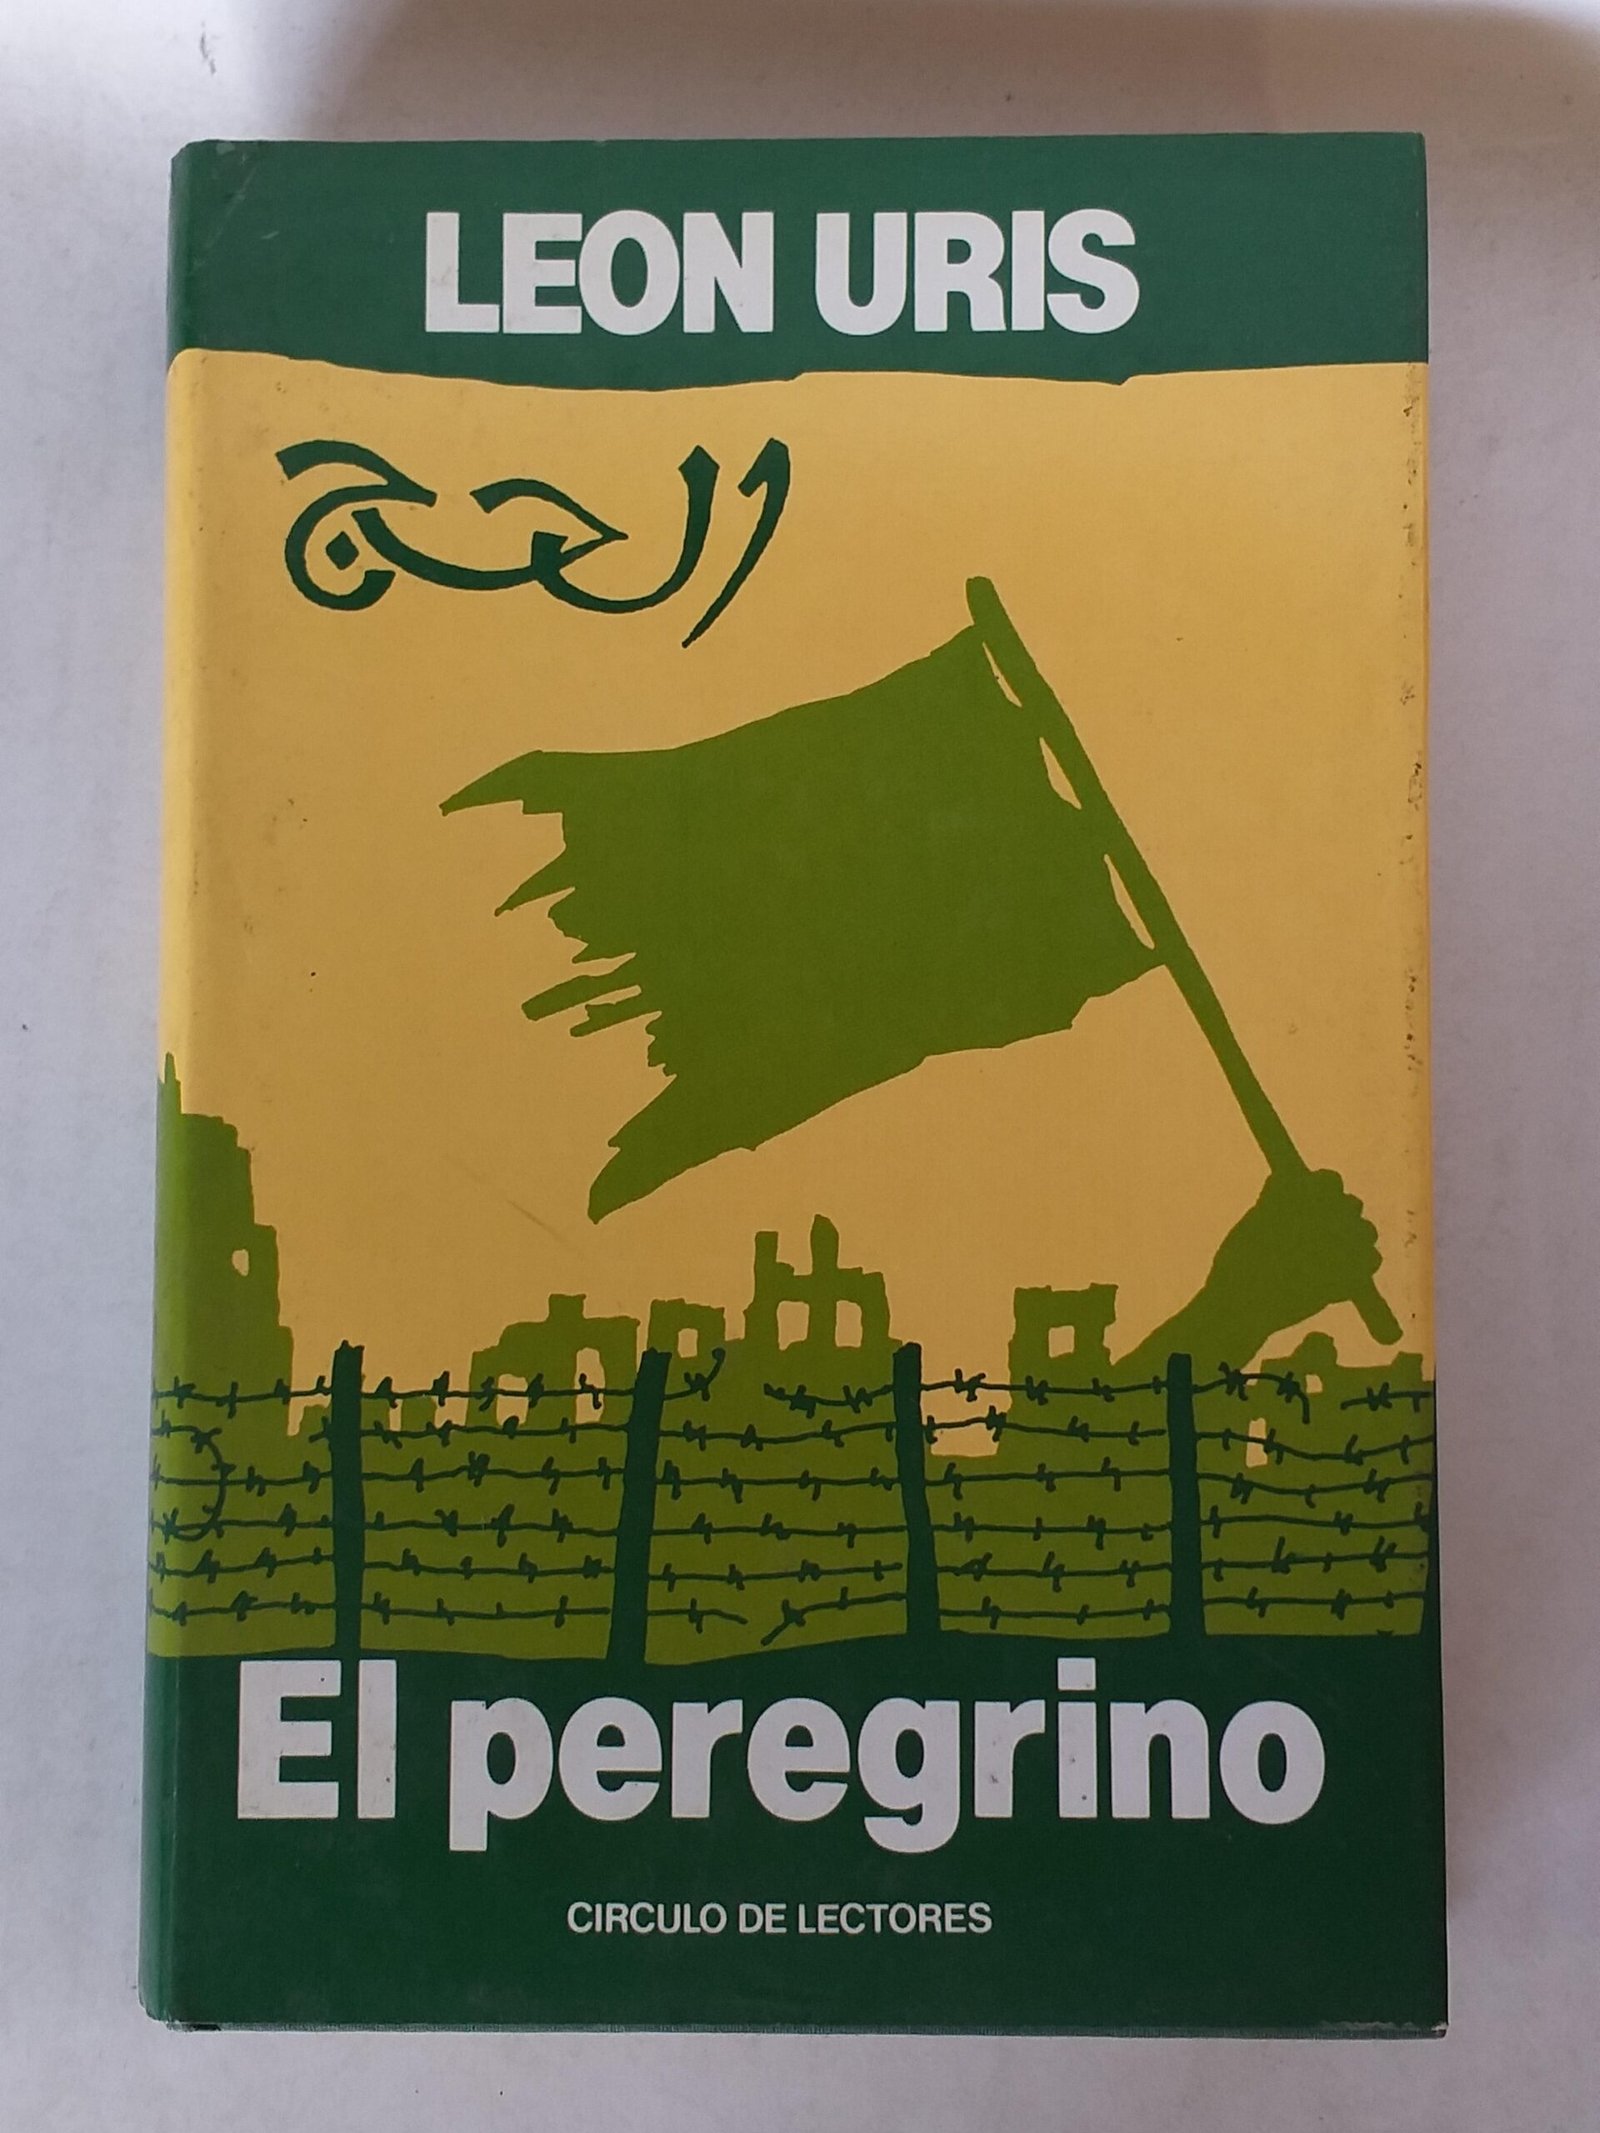 LEON URIS
الحج
El peregrino
CIRCULO DE LECTORES